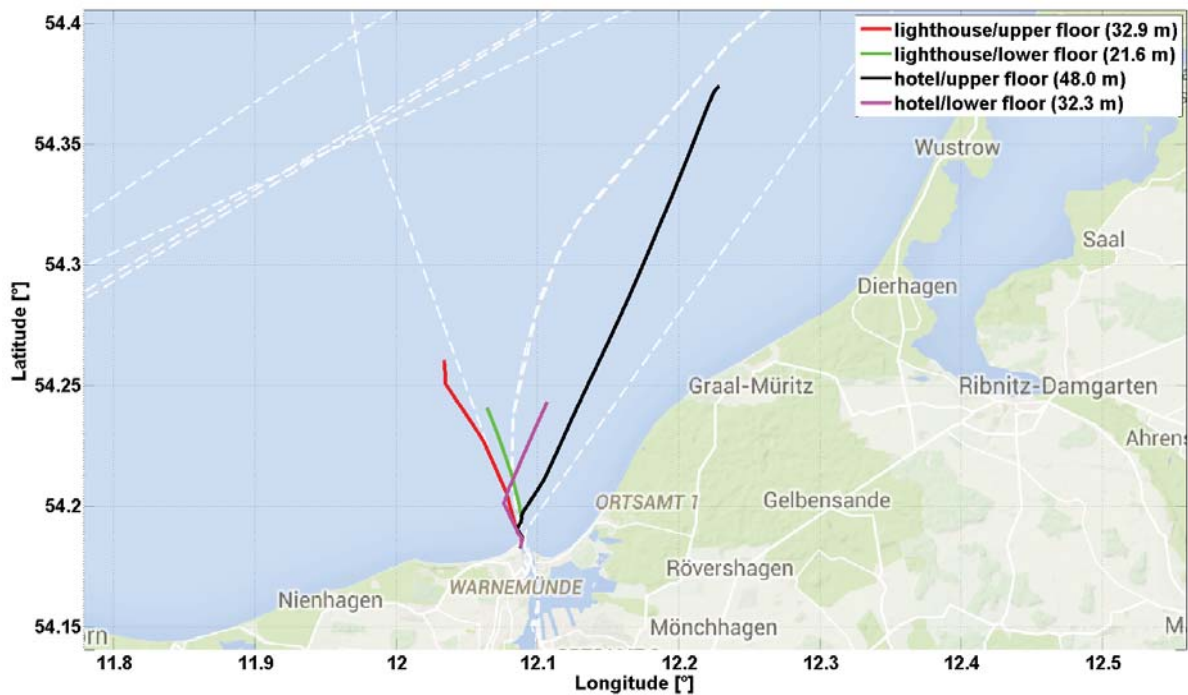 54.4
54.35
54.3
54.25
54.2
54.15
Latitude [°]
lighthouse/upper floor (32.9 m)
lighthouse/lower floor (21.6 m)
hotel/upper floor (48.0 m)
hotel/lower floor (32.3 m)
Wustrow
Saal
Dierhagen
Graal-Müritz
Ribnitz-Damgarten
Ahrens
ORTSAMT 1
Gelbensande
Rövershagen
WARNEMÜNDE
Nienhagen
Mönchhagen
11.8
11.9
12
12.1
12.2
12.3
12.4
12.5
Longitude [°]